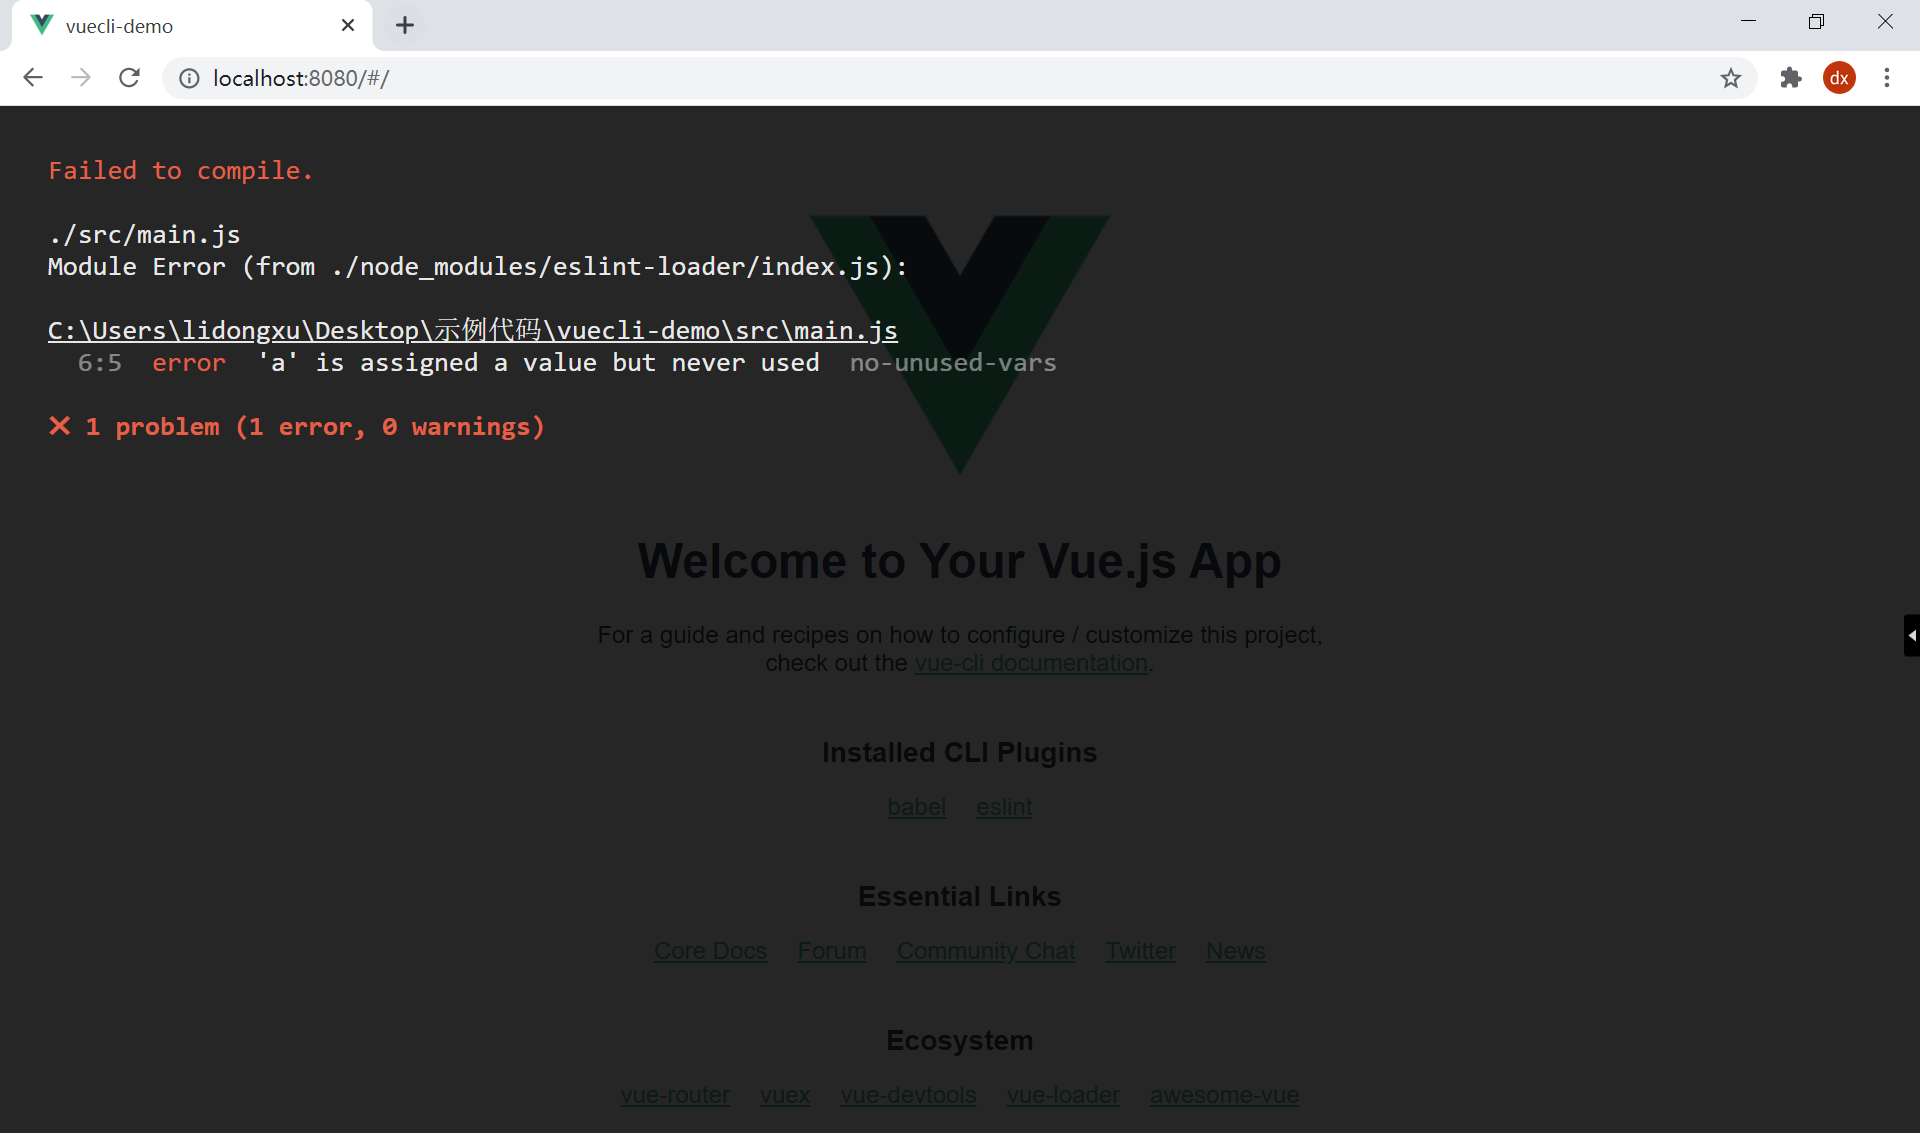 vuecli-demo
localhost:8080/#/
dx
Failed to compile.
./src/main.js
Module Error (from ./node_modules/eslint-loader/index.js):
C:\Users\lidongxu\Desktop\示例代码\vuecli-demo\src\main.js
6:5 error 'a' is assigned a value but never used no-unused-vars
✕ 1 problem (1 error, 0 warnings)
Welcome to Your Vue.js App
For a guide and recipes on how to configure / customize this project,
check out the vue-cli documentation.
Installed CLI Plugins
babel eslint
Essential Links
Core Docs Forum Community Chat Twitter News
Ecosystem
vue-router vuex vue-devtools vue-loader awesome-vue